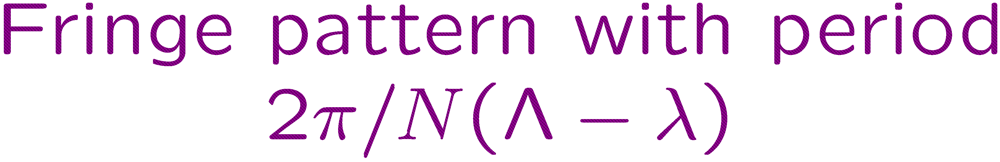 Fringe pattern with period
2π/N(Λ − λ)